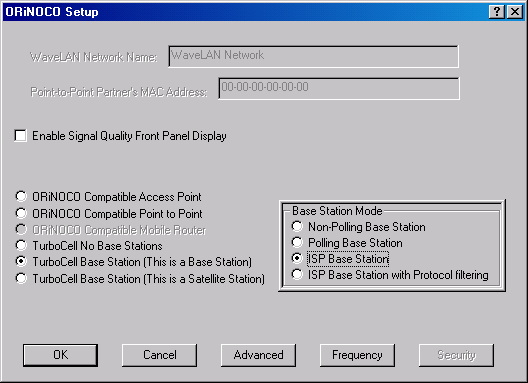 ORiNOCO Setup
WaveLAN Network Name: WaveLAN Network
Point-to-Point Partner's MAC Address: 00-00-00-00-00-00
Enable Signal Quality Front Panel Display
ORiNOCO Compatible Access Point
ORiNOCO Compatible Point to Point
ORiNOCO Compatible Mobile Router
TurboCell No Base Stations
TurboCell Base Station (This is a Base Station)
TurboCell Base Station (This is a Satellite Station)
Base Station Mode
Non-Polling Base Station
Polling Base Station
ISP Base Station
ISP Base Station with Protocol filtering
OK Cancel Advanced Frequency Security